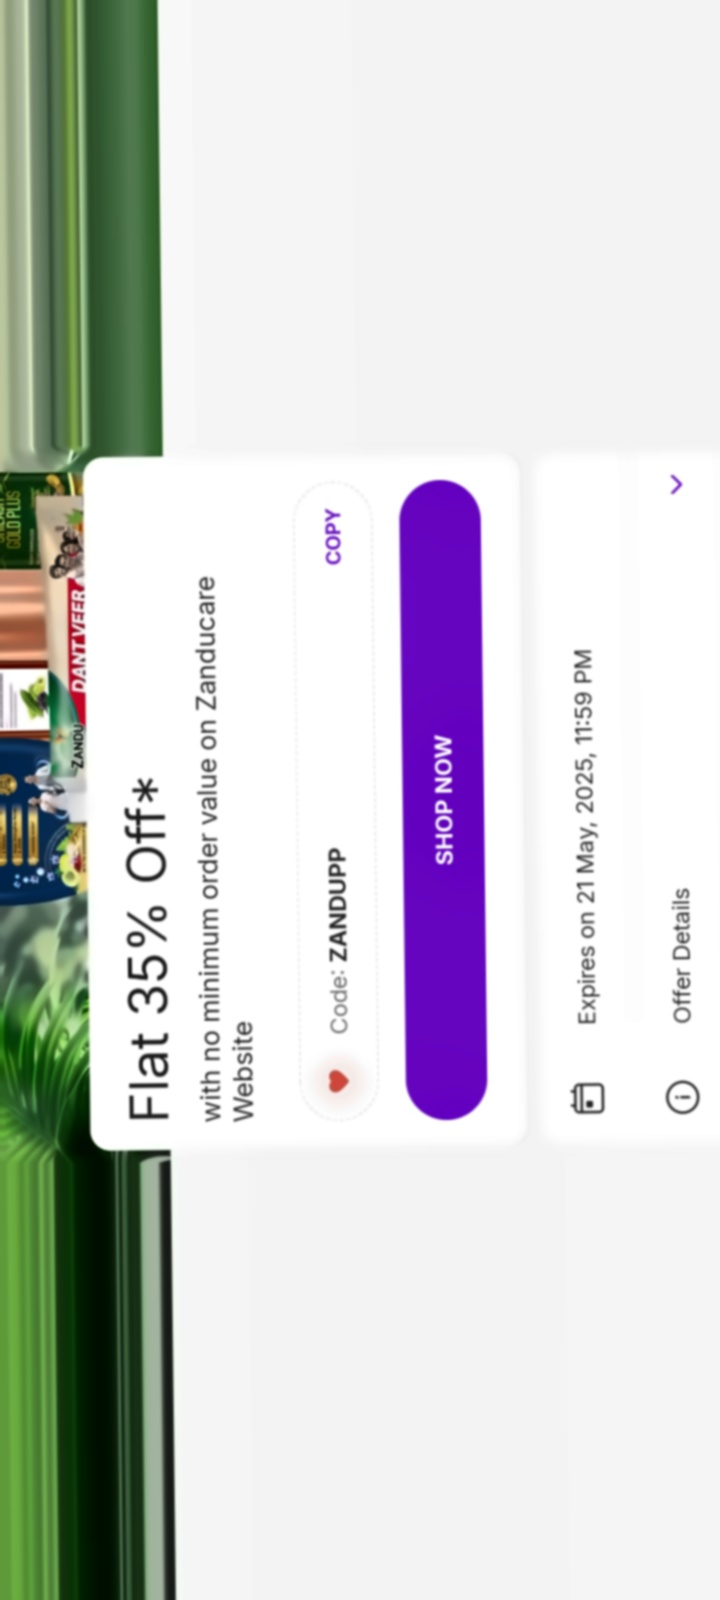 GOLD PLUS
ZANDU
DANT VEER
Flat 35% Off*
with no minimum order value on Zanducare
Website
Code: ZANDUPP
COPY
SHOP NOW
Expires on 21 May, 2025, 11:59 PM
Offer Details